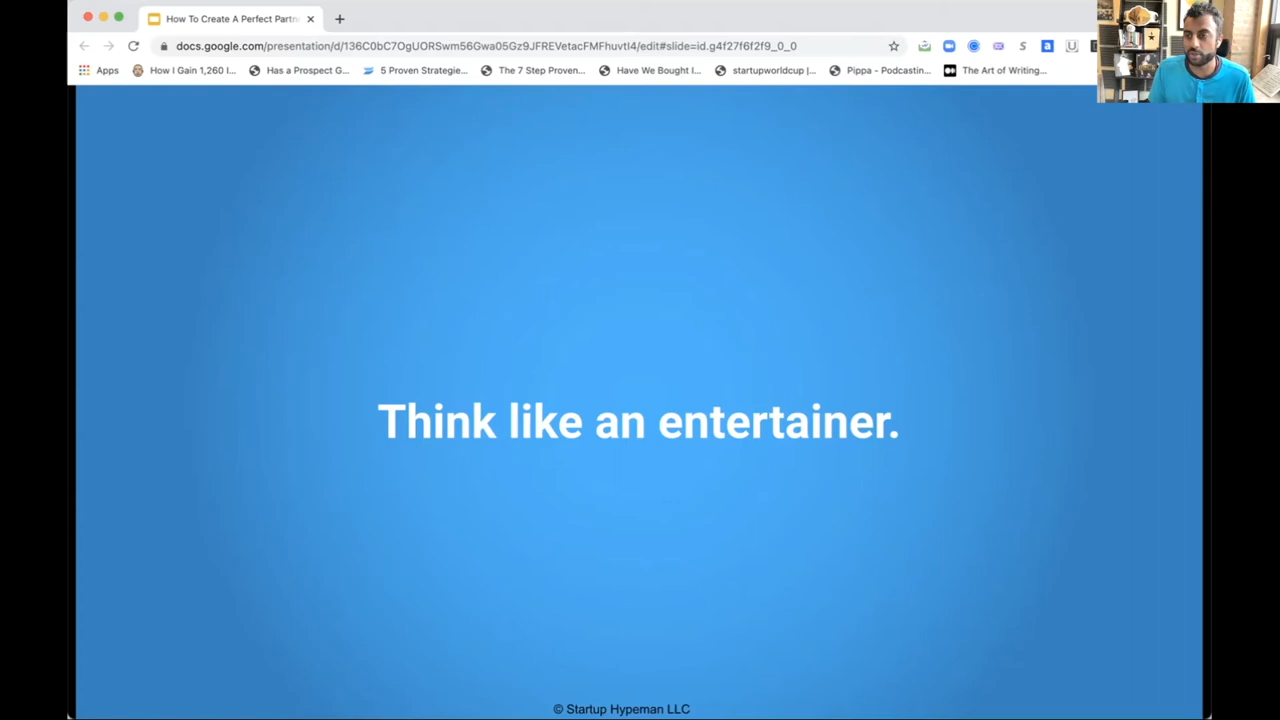 How To Create A Perfect Partn
docs.google.com/presentation/d/136C0bC7OgUORSwm56Gwa05Gz9JFREVetacFMFhuvtI4/edit#slide=id.g4f27f6f2f9_0_0
Apps How I Gain 1,260 I... Has a Prospect G... 5 Proven Strategie... The 7 Step Proven... Have We Bought I... startupworldcup |... Pippa - Podcastin... The Art of Writing...
Think like an entertainer.
© Startup Hypeman LLC